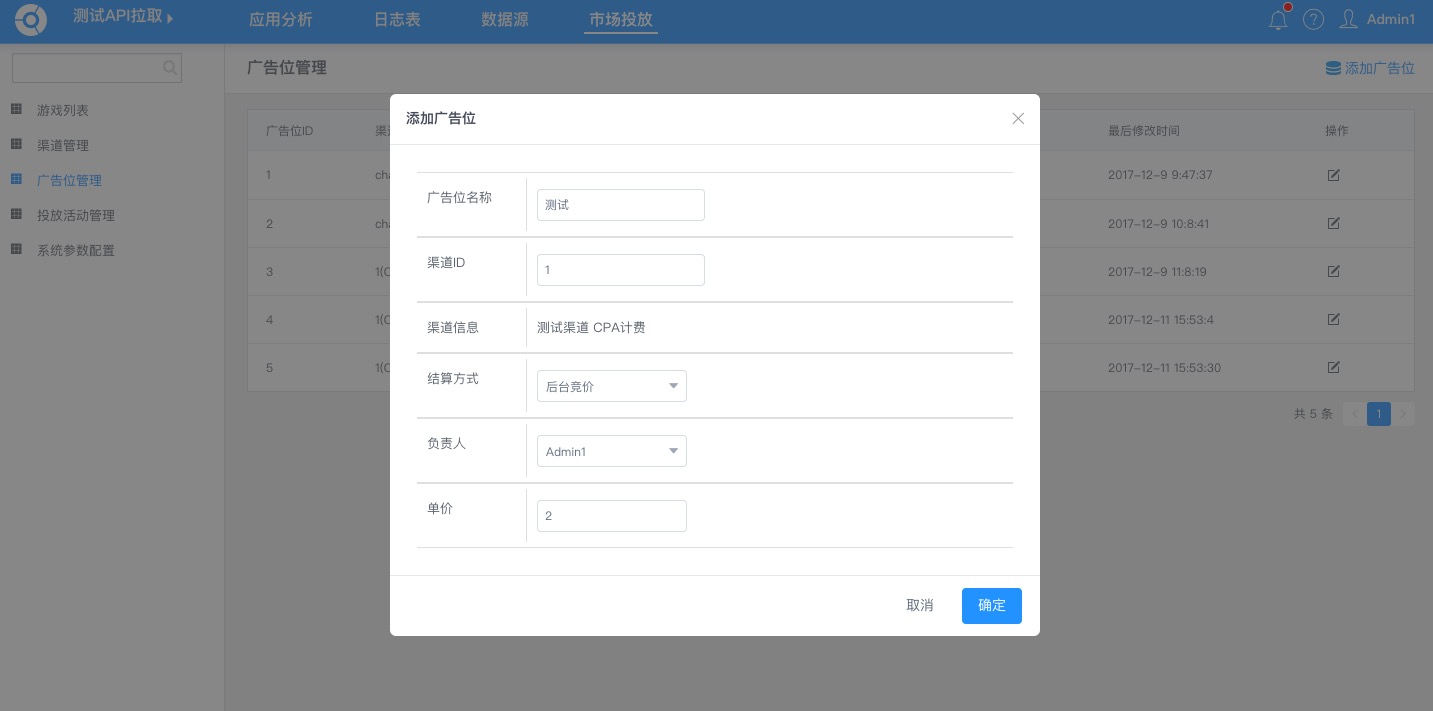 测试API拉取
应用分析
日志表
数据源
市场投放
Admin1
游戏列表
渠道管理
广告位管理
投放活动管理
系统参数配置
广告位管理
添加广告位
广告位ID
渠
最后修改时间
操作
1
cha
2017-12-9 9:47:37
2
cha
2017-12-9 10:8:41
3
1(C
2017-12-9 11:8:19
4
1(C
2017-12-11 15:53:4
5
1(C
2017-12-11 15:53:30
共 5 条
1
添加广告位
广告位名称
测试
渠道ID
1
渠道信息
测试渠道 CPA计费
结算方式
后台竞价
负责人
Admin1
单价
2
取消
确定